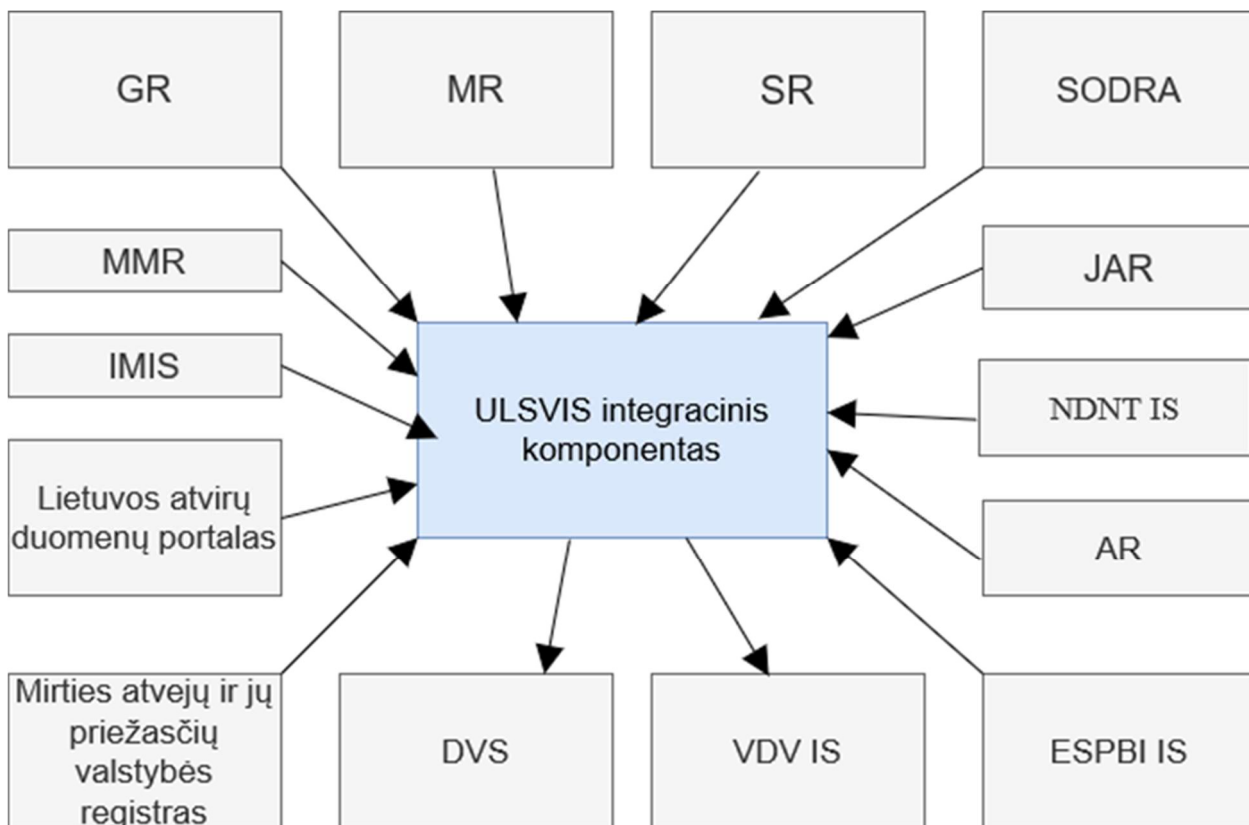 GR
MR
SR
SODRA
MMR
JAR
IMIS
ULSVIS integracinis
komponentas
NDNT IS
Lietuvos atvirų
duomenų portalas
AR
Mirties atvejų ir jų
priežasčių
valstybės
registras
DVS
VDV IS
ESPBI IS